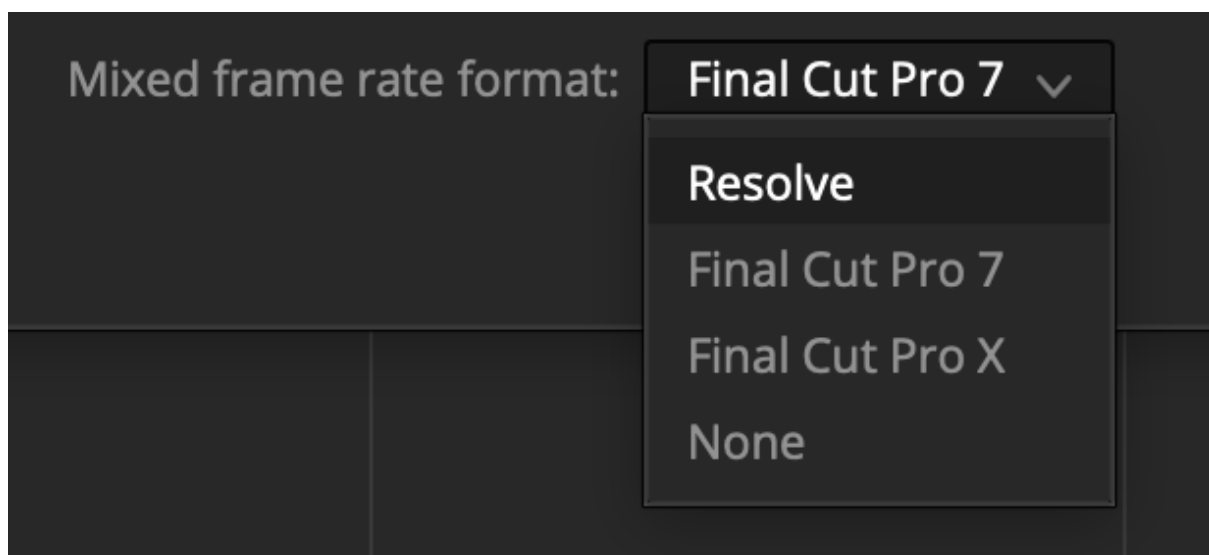 Mixed frame rate format: Final Cut Pro 7
Resolve
Final Cut Pro 7
Final Cut Pro X
None